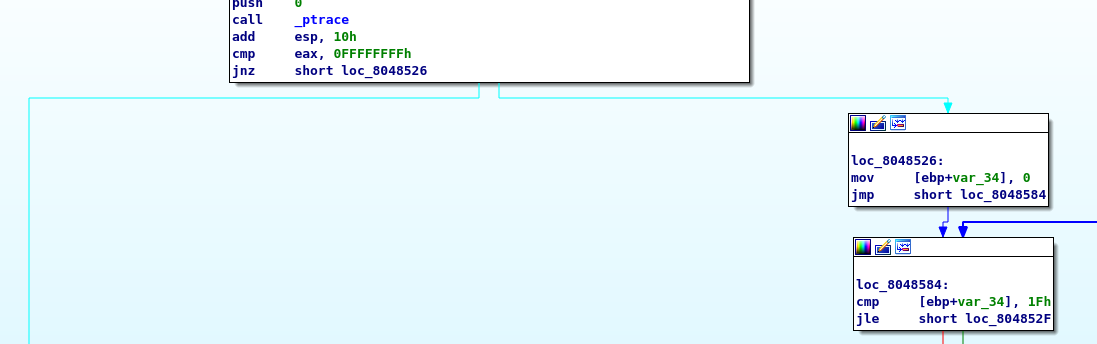 push 0
call _ptrace
add esp, 10h
cmp eax, 0FFFFFFFFh
jnz short loc_8048526
loc_8048526:
mov [ebp+var_34], 0
jmp short loc_8048584
loc_8048584:
cmp [ebp+var_34], 1Fh
jle short loc_804852F